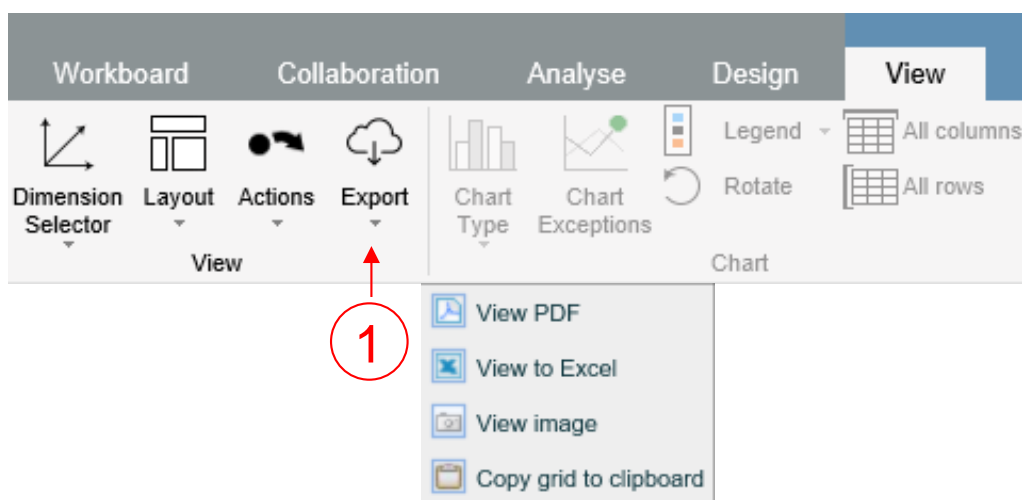 Workboard Collaboration Analyse Design View
Dimension Selector
Layout
Actions
Export
View
Chart Type
Chart Exceptions
Legend
Rotate
All columns
All rows
Chart
1
View PDF
View to Excel
View image
Copy grid to clipboard